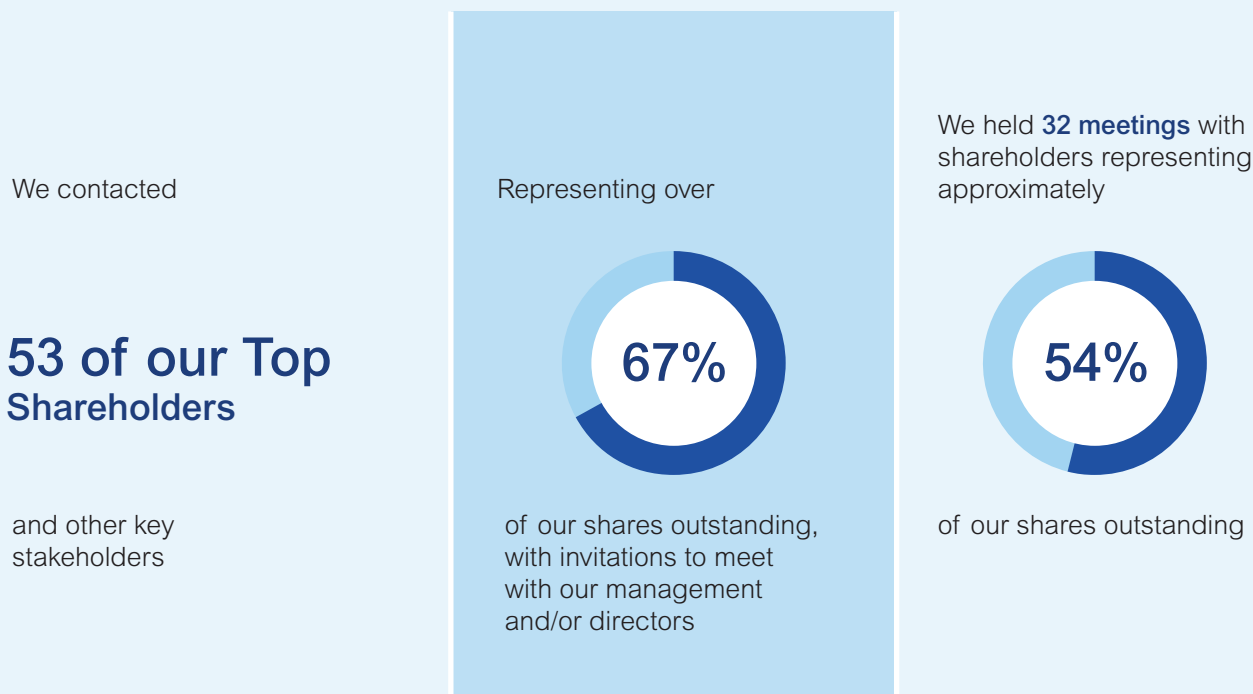 We contacted
53 of our Top
Shareholders
and other key
stakeholders
Representing over
67%
of our shares outstanding,
with invitations to meet
with our management
and/or directors
We held 32 meetings with
shareholders representing
approximately
54%
of our shares outstanding